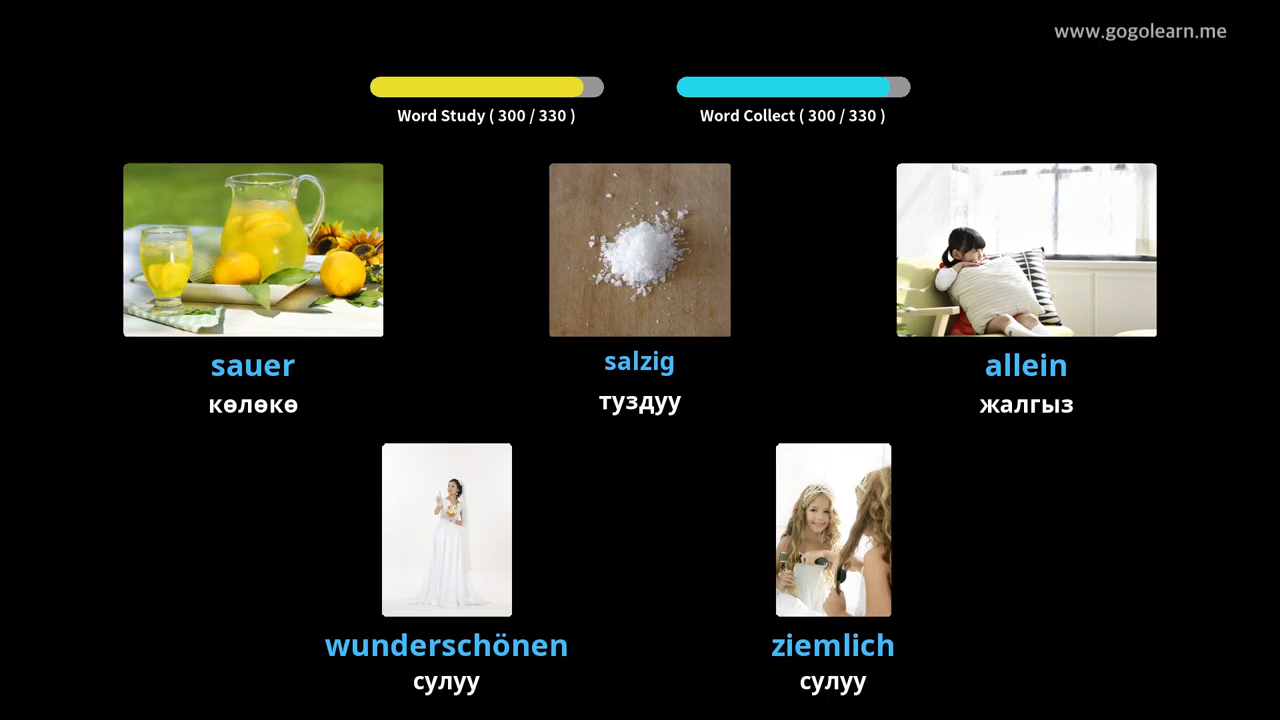 www.gogolearn.me
Word Study ( 300 / 330 )
Word Collect ( 300 / 330 )
sauer
көлөкө
salzig
туздуу
allein
жалгыз
wunderschönen
сулуу
ziemlich
сулуу